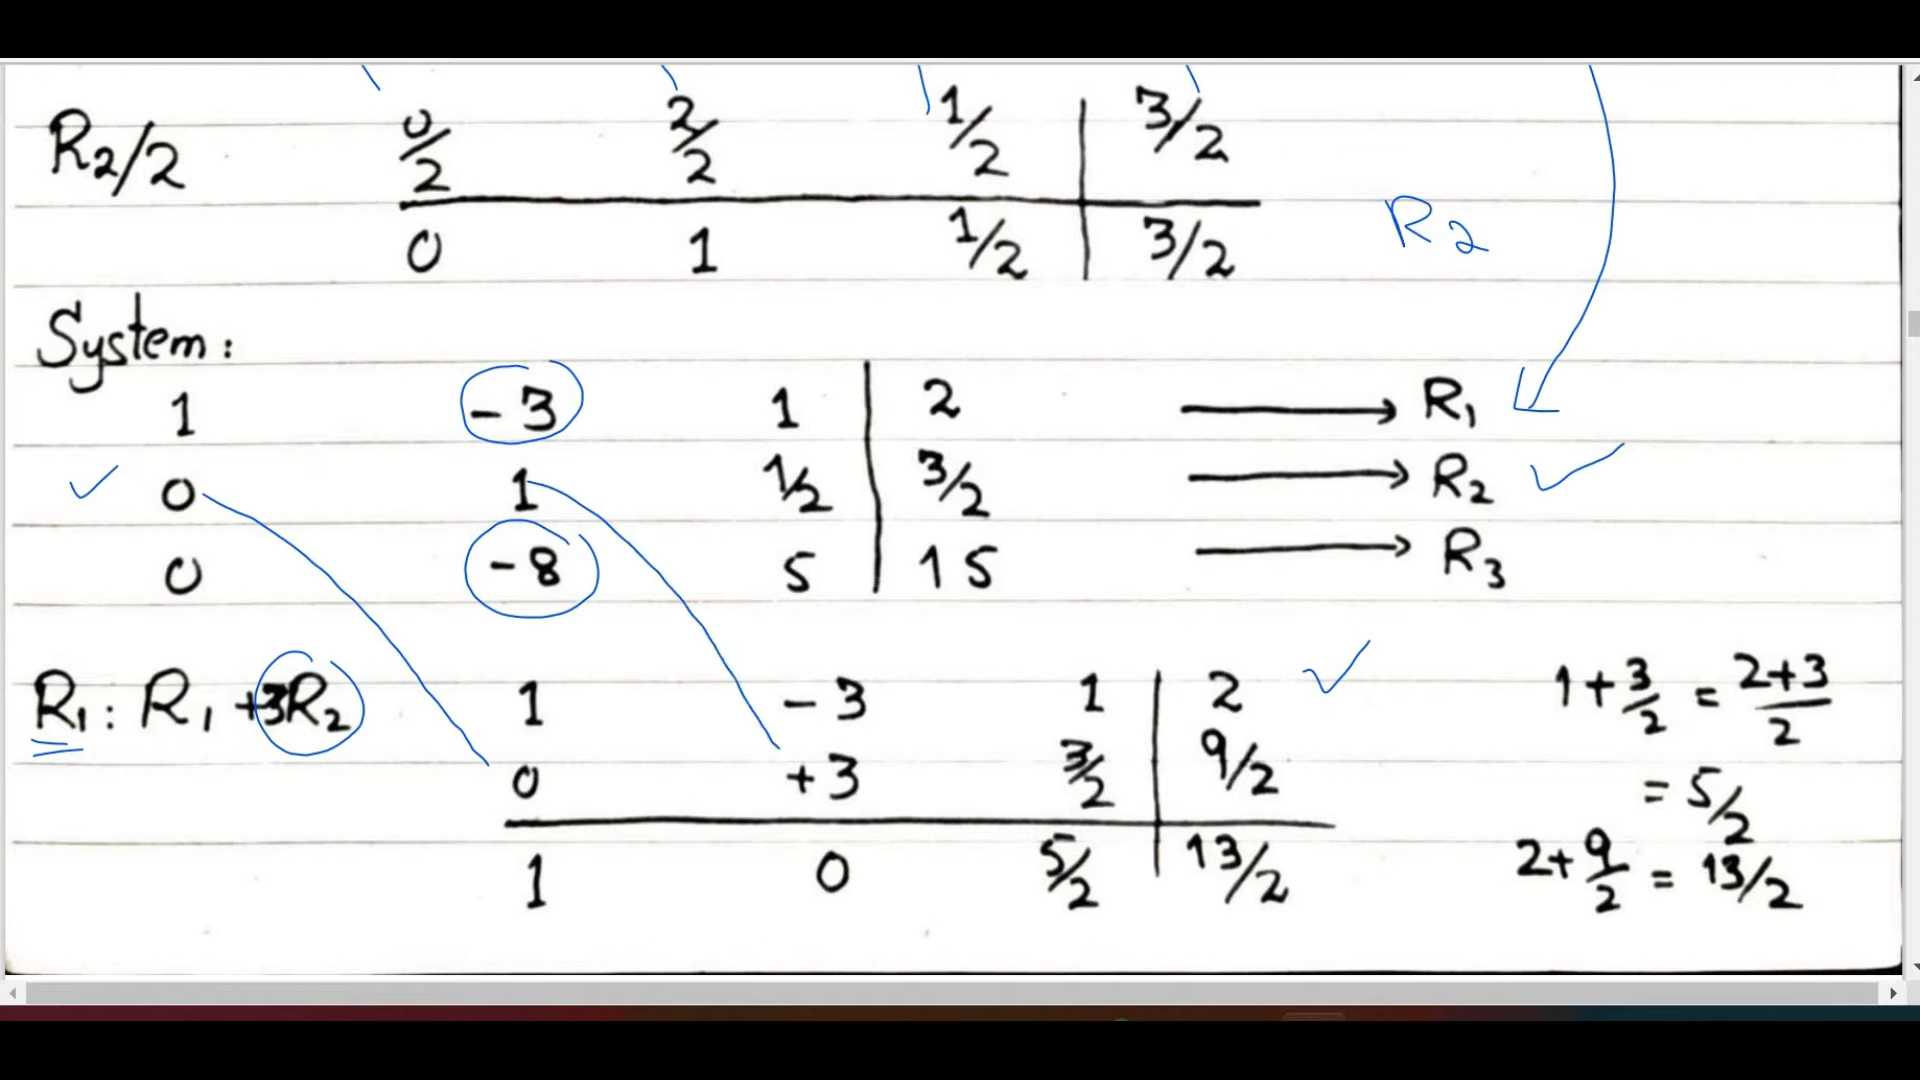 R₂/2 0/2 2/2 1/2 | 3/2
0 1 1/2 | 3/2 R₂
System:
1 -3 1 | 2 → R₁
0 1 1/2 | 3/2 → R₂
0 -8 5 | 15 → R₃
R₁: R₁ +3R₂ 1 -3 1 | 2
0 +3 3/2 | 9/2
1 0 5/2 | 13/2
1+3/2 = 2+3/2
= 5/2
2+9/2 = 13/2